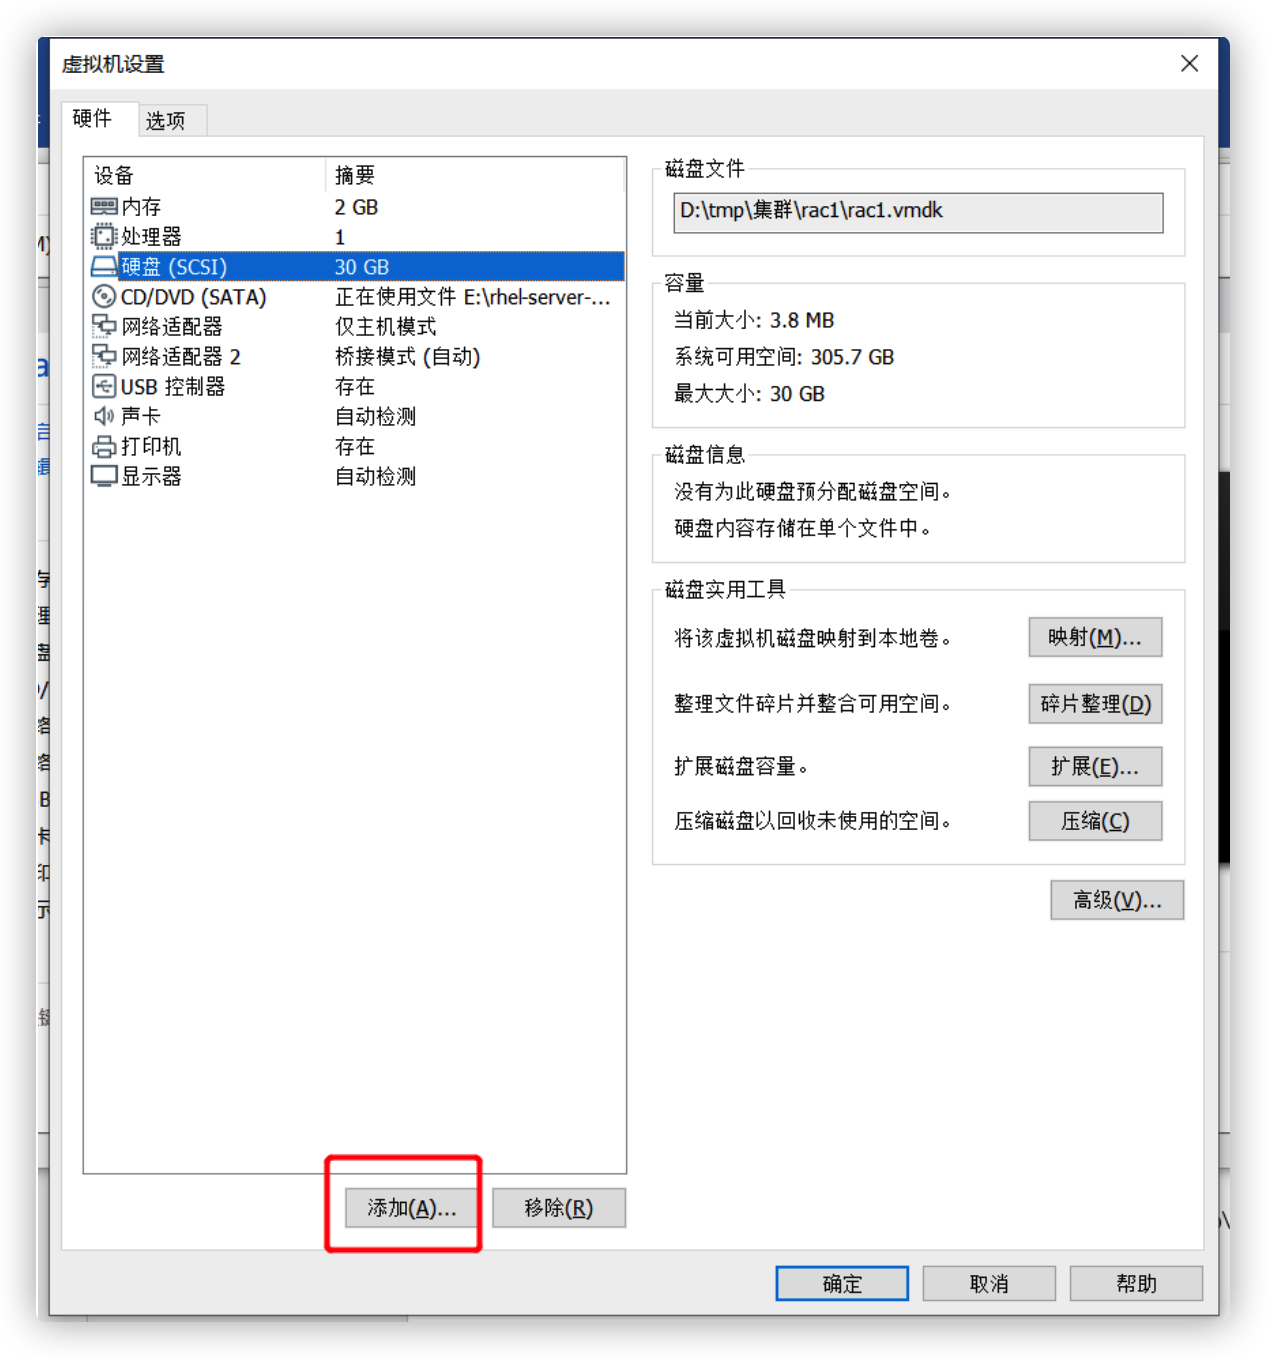 虚拟机设置
硬件 选项
设备 摘要
内存 2 GB
处理器 1
硬盘 (SCSI) 30 GB
CD/DVD (SATA) 正在使用文件 E:\rhel-server-...
网络适配器 仅主机模式
网络适配器 2 桥接模式 (自动)
USB 控制器 存在
声卡 自动检测
打印机 存在
显示器 自动检测
添加(A)... 移除(R)
磁盘文件
D:\tmp\集群\rac1\rac1.vmdk
容量
当前大小: 3.8 MB
系统可用空间: 305.7 GB
最大大小: 30 GB
磁盘信息
没有为此硬盘预分配磁盘空间。
硬盘内容存储在单个文件中。
磁盘实用工具
将该虚拟机磁盘映射到本地卷。 映射(M)...
整理文件碎片并整合可用空间。 碎片整理(D)
扩展磁盘容量。 扩展(E)...
压缩磁盘以回收未使用的空间。 压缩(C)
高级(V)...
确定 取消 帮助